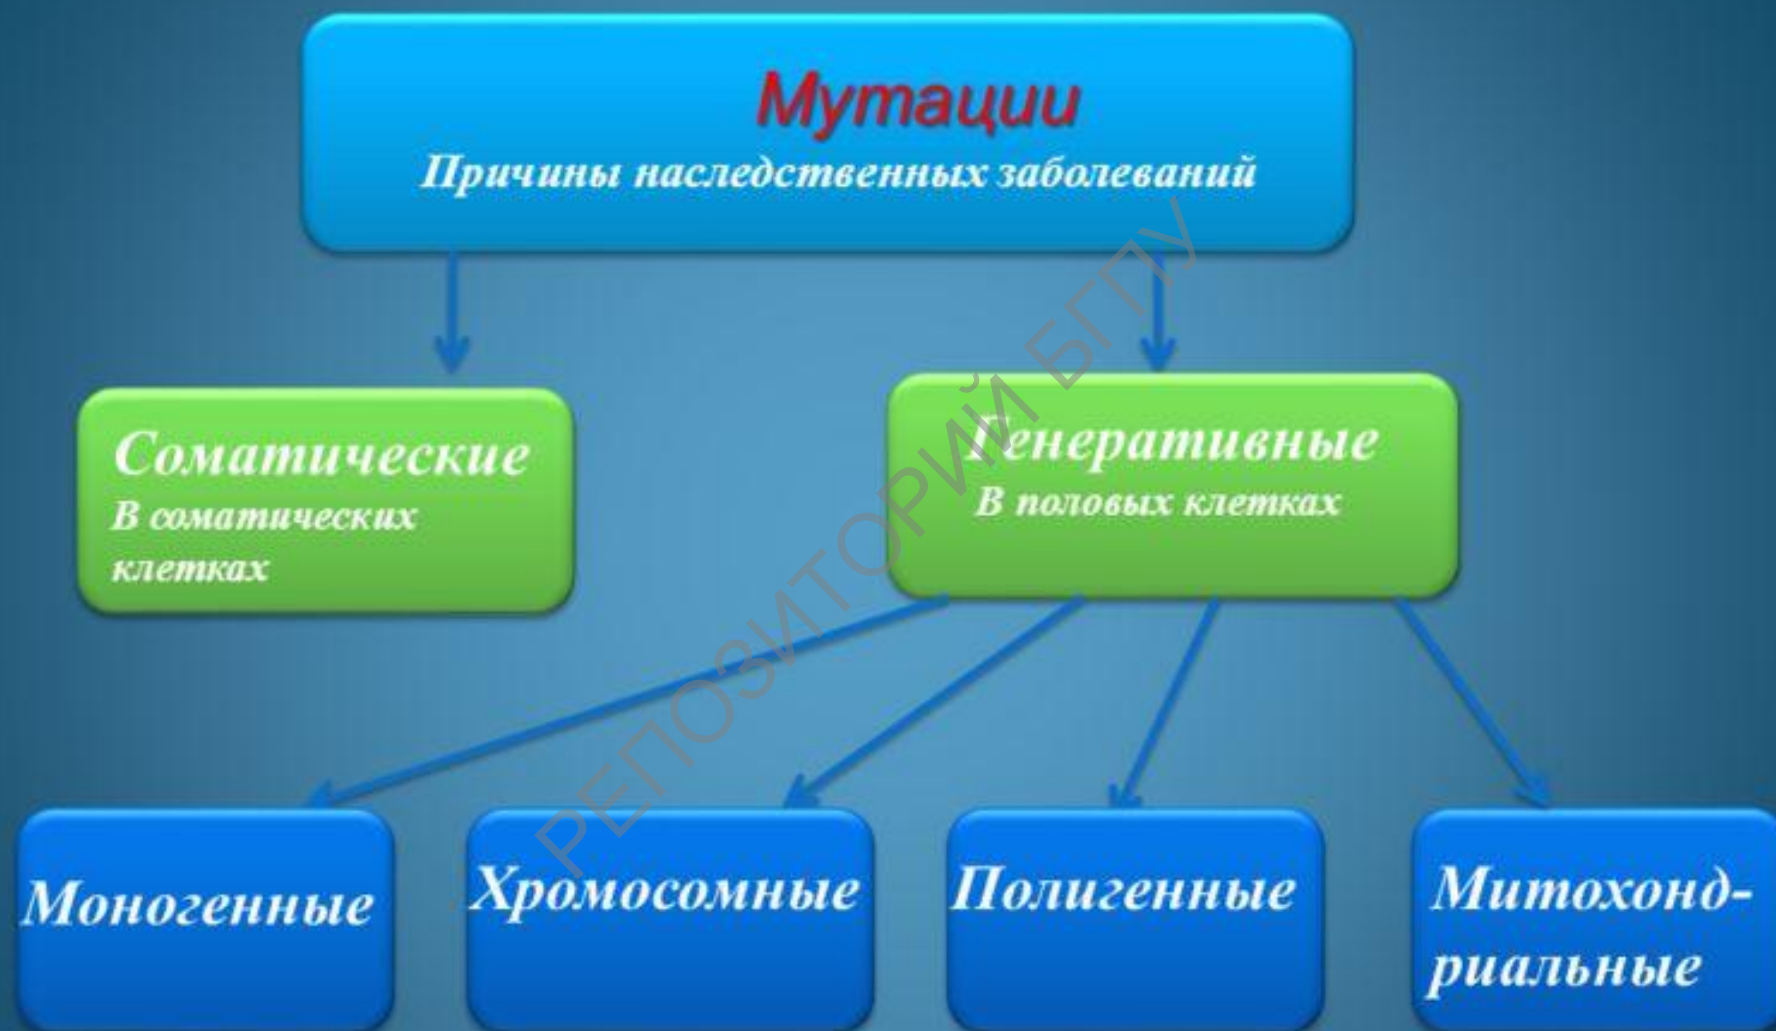 Мутации
Причины наследственных заболеваний
Соматические
В соматических
клетках
Генеративные
В половых клетках
Моногенные
Хромосомные
Полигенные
Митохонд-
риальные
РЕПОЗИТОРИЙ БГПУ